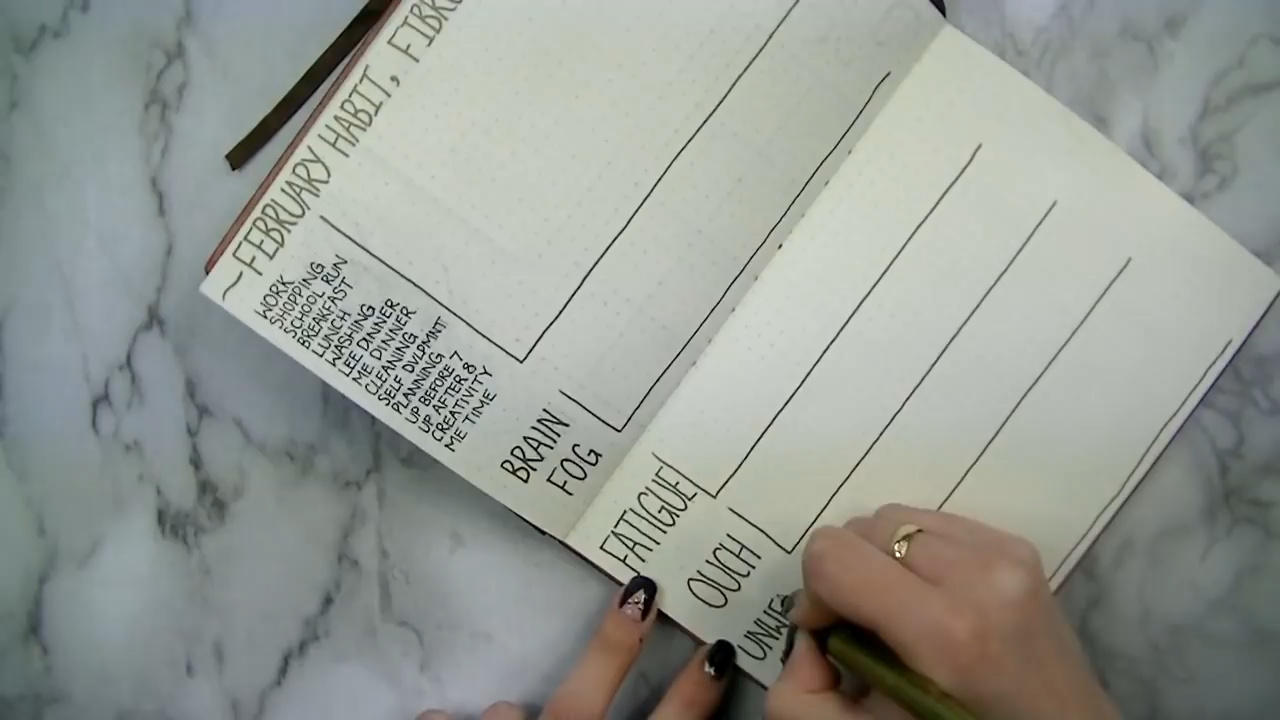 ~FEBRUARY HABIT, FIBR
WORK
SHOPPING
SCHOOL RUN
BREAKFAST
LUNCH
WASHING
LEE DINNER
ME DINNER
CLEANING
SELF DVLPMNT
PLANNING
UP BEFORE 7
UP AFTER 8
CREATIVITY
ME TIME
BRAIN
FOG
FATIGUE
OUCH
UNWE